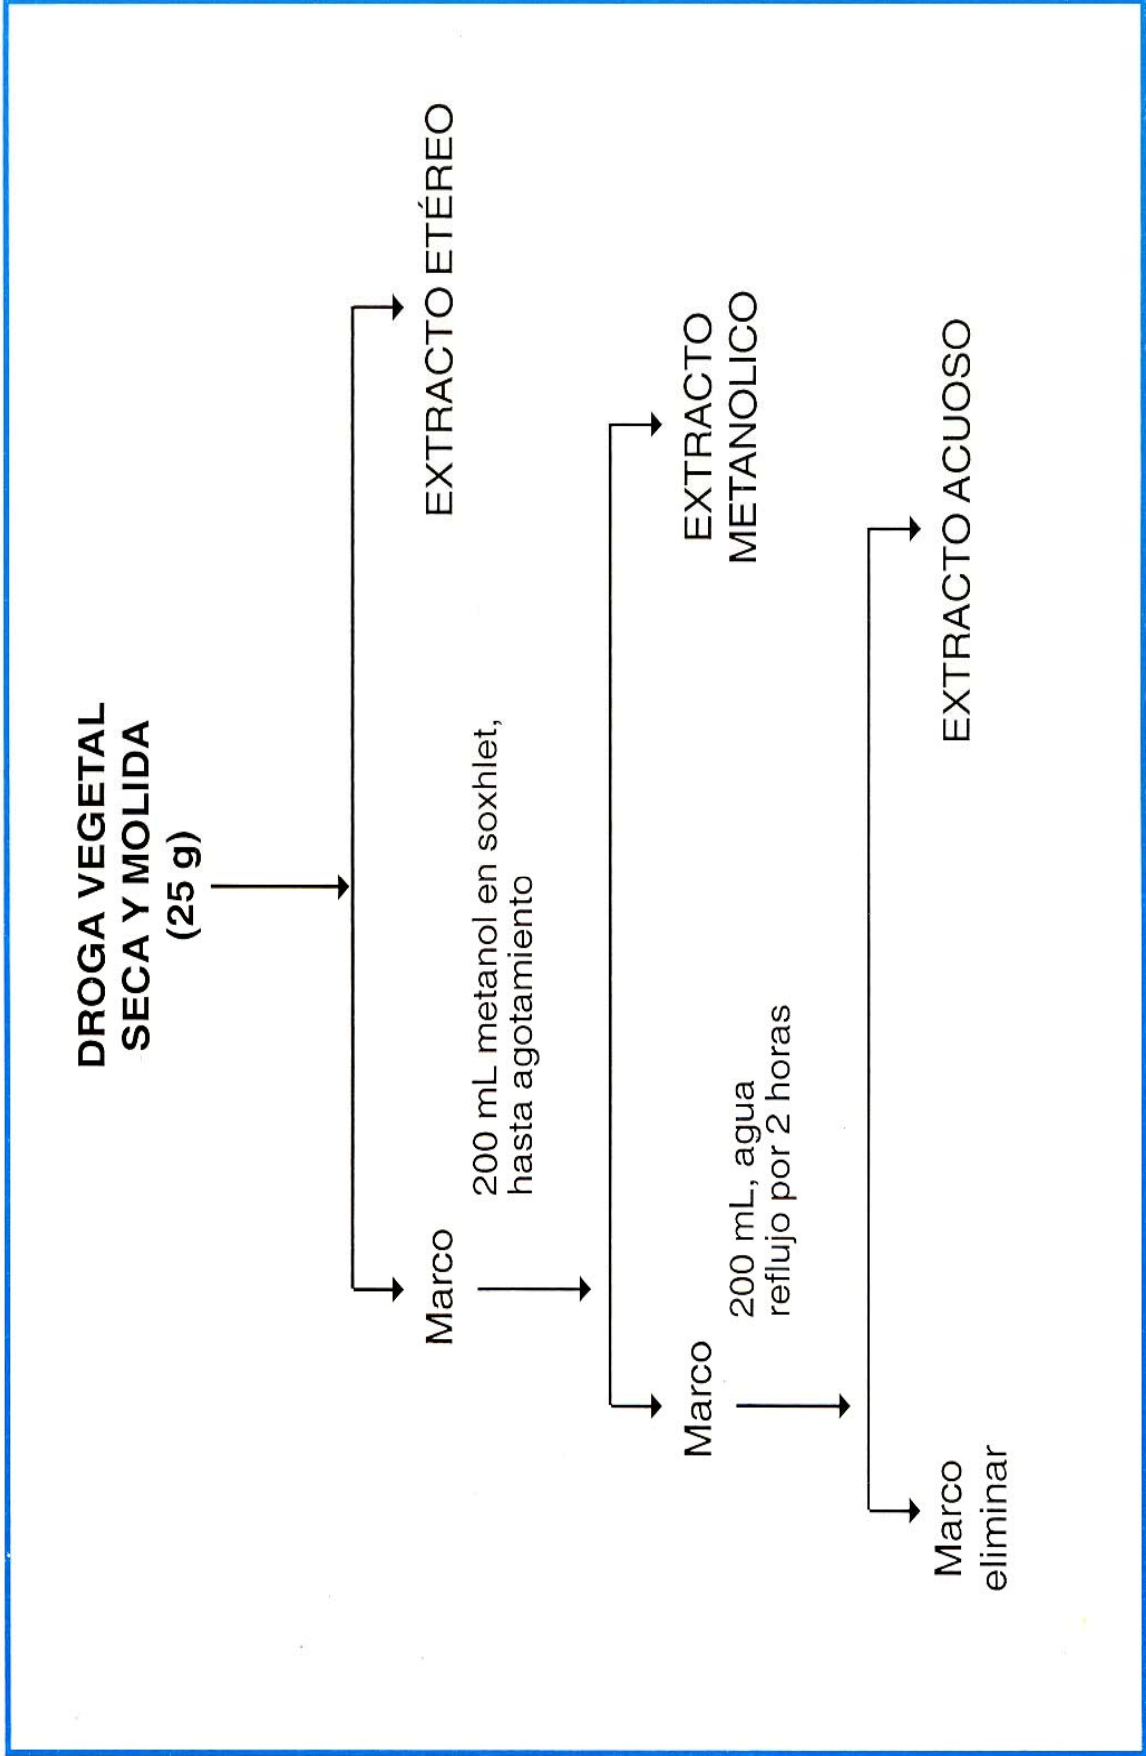 DROGA VEGETAL
SECA Y MOLIDA
(25 g)
Marco
EXTRACTO ETÉREO
200 mL metanol en soxhlet,
hasta agotamiento
Marco
EXTRACTO
METANOLICO
200 mL, agua
reflujo por 2 horas
Marco
eliminar
EXTRACTO ACUOSO